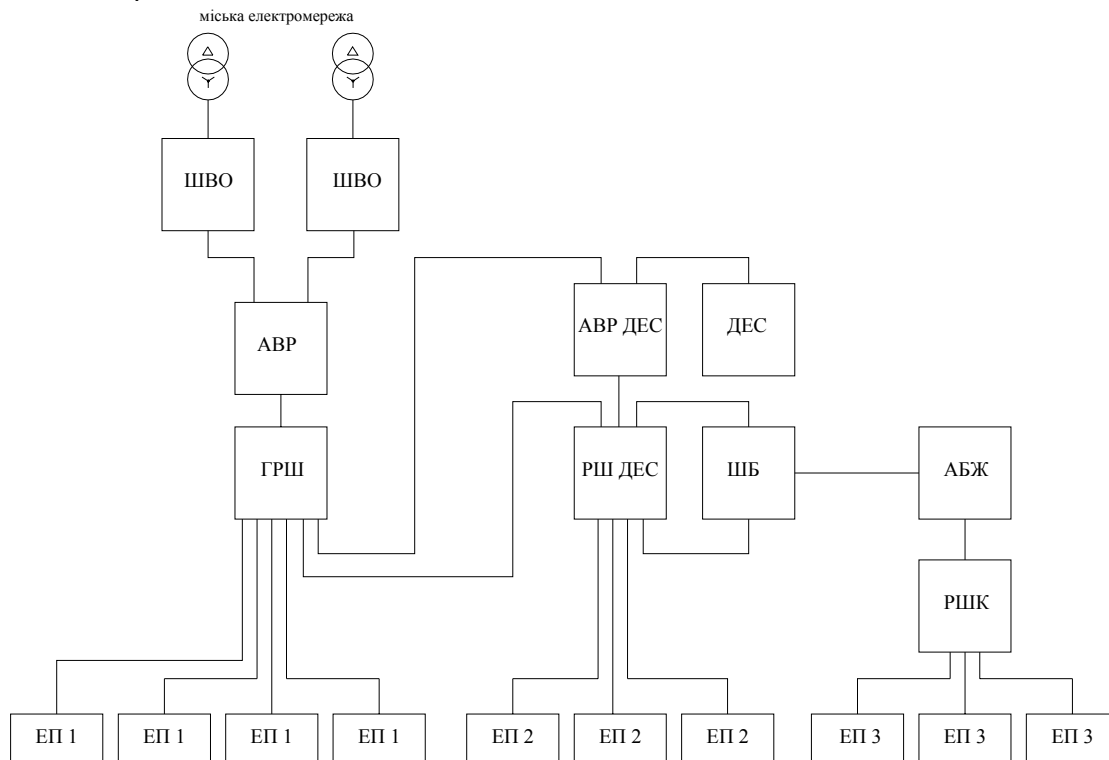 міська електромережа
ШВО
ШВО
АВР ДЕС
ДЕС
АВР
ГРШ
РШ ДЕС
ШБ
АБЖ
РШК
ЕП 1
ЕП 1
ЕП 1
ЕП 1
ЕП 2
ЕП 2
ЕП 2
ЕП 3
ЕП 3
ЕП 3